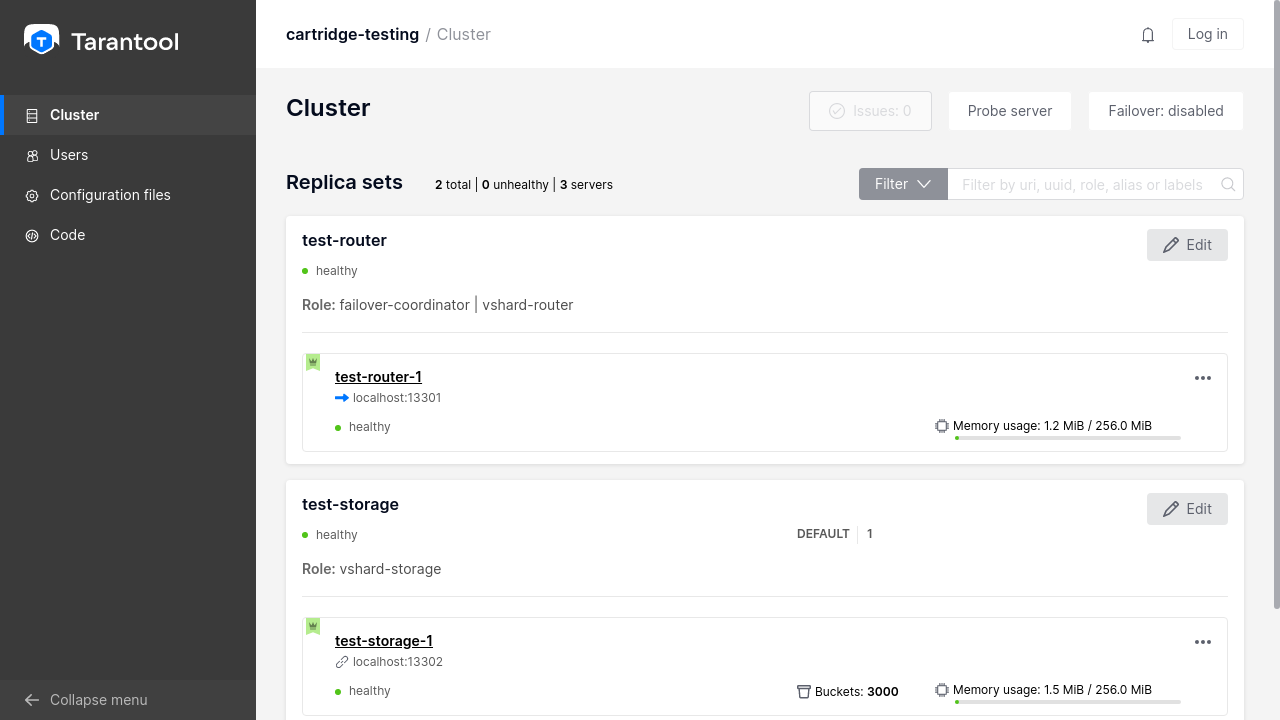 Tarantool
Cluster
Users
Configuration files
Code
Collapse menu
cartridge-testing / Cluster
Log in
Cluster
Issues: 0
Probe server
Failover: disabled
Replica sets
2 total | 0 unhealthy | 3 servers
Filter
Filter by uri, uuid, role, alias or labels
test-router
Edit
healthy
Role: failover-coordinator | vshard-router
test-router-1
localhost:13301
healthy
Memory usage: 1.2 MiB / 256.0 MiB
test-storage
Edit
healthy
DEFAULT 1
Role: vshard-storage
test-storage-1
localhost:13302
healthy
Buckets: 3000
Memory usage: 1.5 MiB / 256.0 MiB